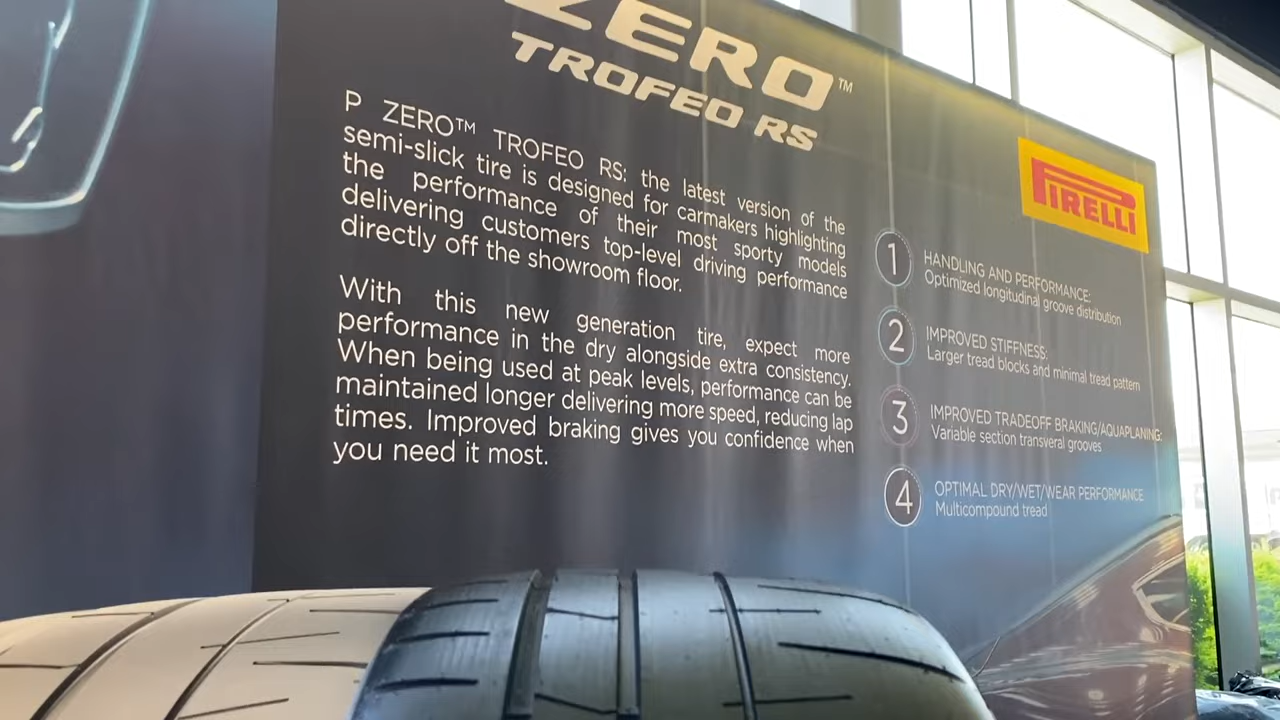 ZERO™
TROFEO RS
P ZERO™ TROFEO RS: the latest version of the
semi-slick tire is designed for carmakers highlighting
the performance of their most sporty models
delivering customers top-level driving performance
directly off the showroom floor.
With this new generation tire, expect more
performance in the dry alongside extra consistency.
When being used at peak levels, performance can be
maintained longer delivering more speed, reducing lap
times. Improved braking gives you confidence when
you need it most.
PIRELLI
1
HANDLING AND PERFORMANCE:
Optimized longitudinal groove distribution
2
IMPROVED STIFFNESS:
Larger tread blocks and minimal tread pattern
3
IMPROVED TRADEOFF BRAKING/AQUAPLANING:
Variable section transveral grooves
4
OPTIMAL DRY/WET/WEAR PERFORMANCE
Multicompound tread